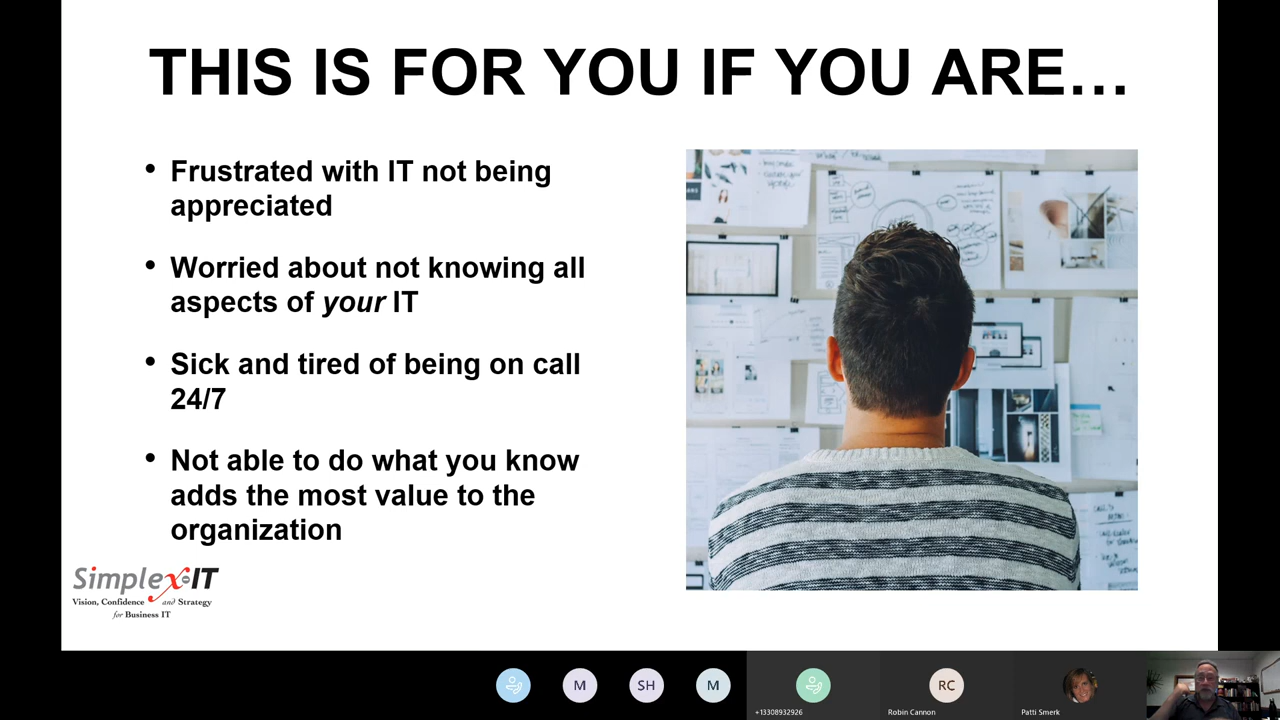 THIS IS FOR YOU IF YOU ARE…
• Frustrated with IT not being
appreciated
• Worried about not knowing all
aspects of your IT
• Sick and tired of being on call
24/7
• Not able to do what you know
adds the most value to the
organization
Simplex-IT
Vision, Confidence and Strategy
for Business IT
M
SH
M
RC
+13308932926
Robin Cannon
Patti Smerk